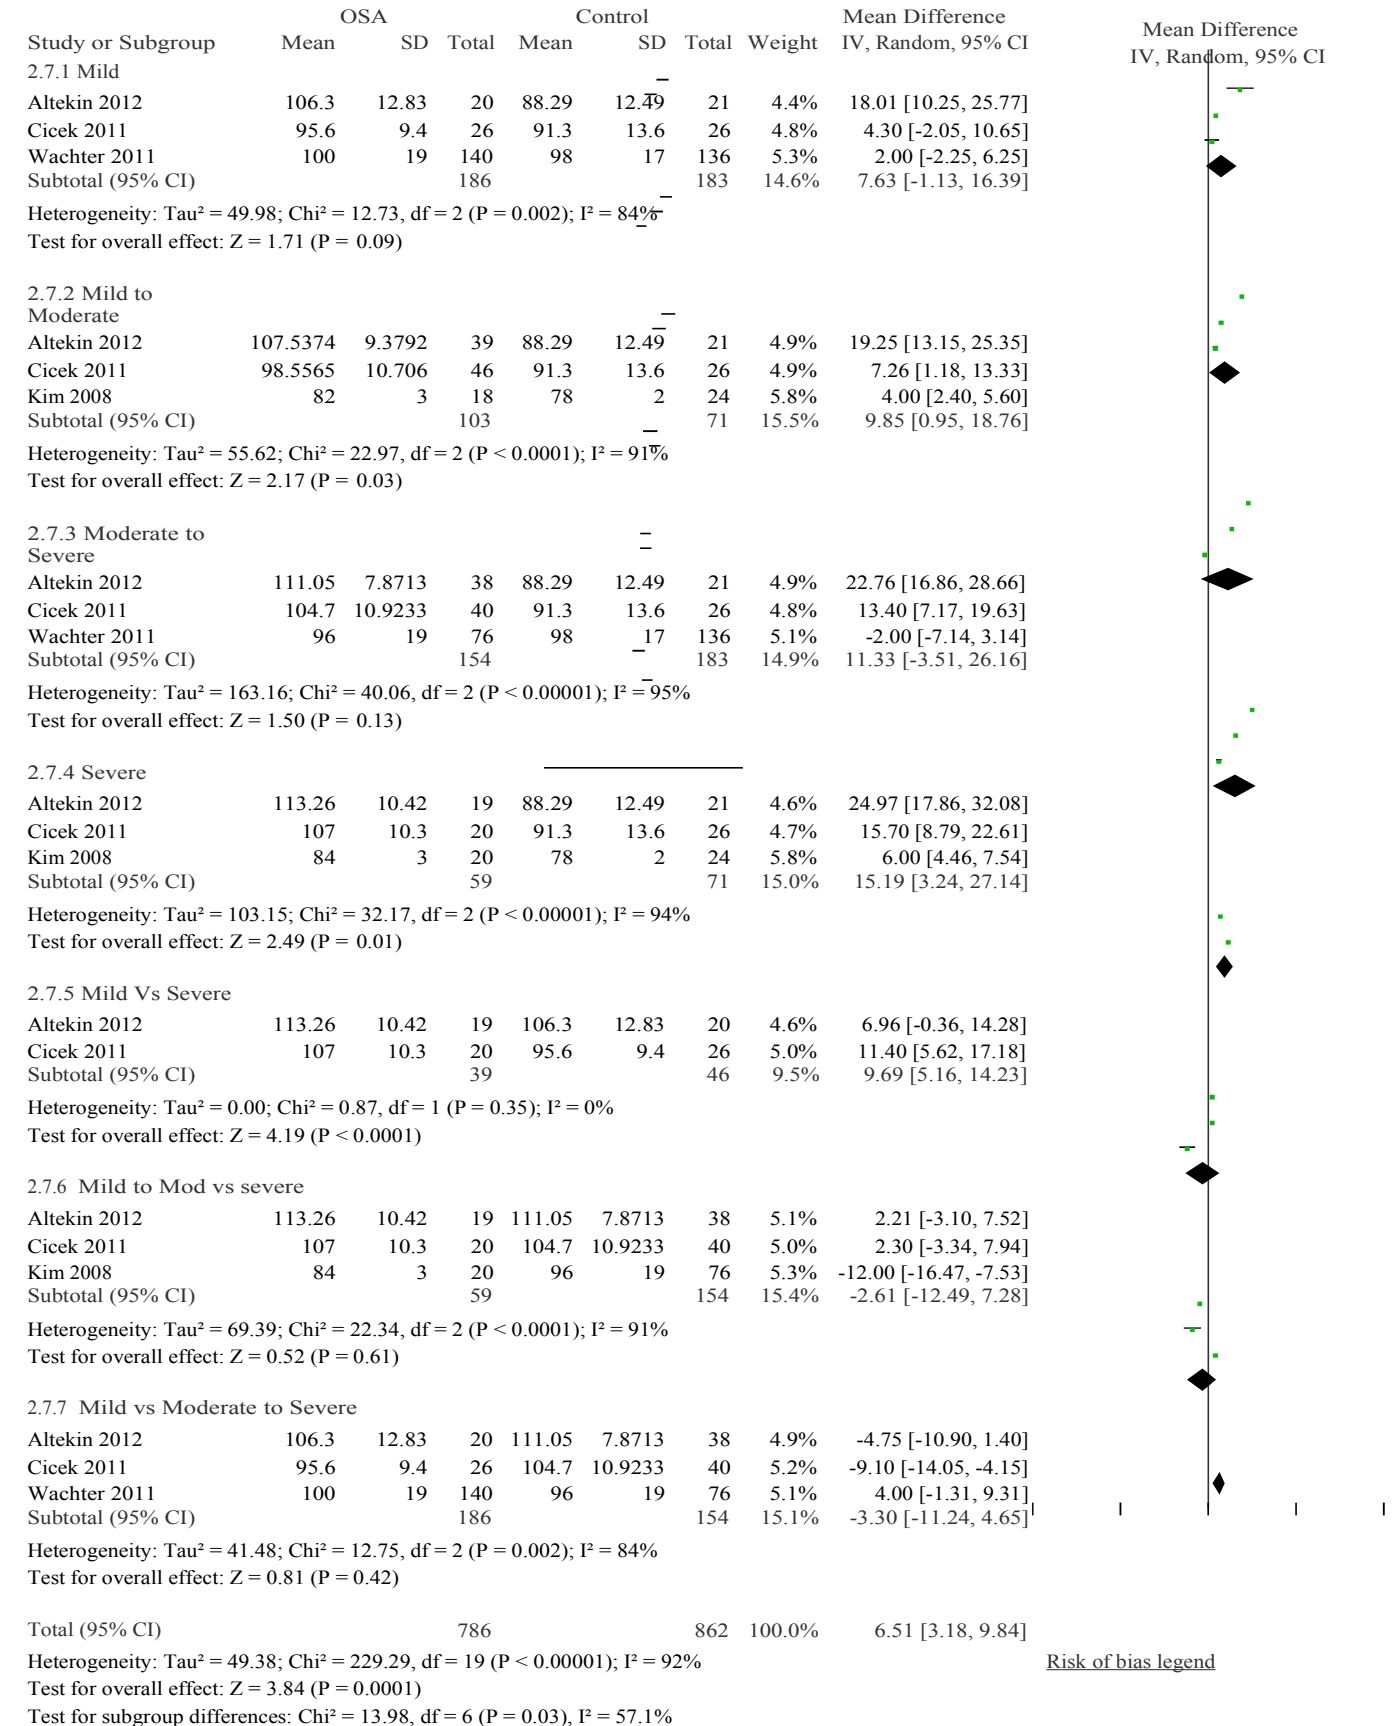 OSA Control Mean Difference Mean Difference
Study or Subgroup Mean SD Total Mean SD Total Weight IV, Random, 95% CI IV, Random, 95% CI
2.7.1 Mild
Altekin 2012 106.3 12.83 20 88.29 12.49 21 4.4% 18.01 [10.25, 25.77]
Cicek 2011 95.6 9.4 26 91.3 13.6 26 4.8% 4.30 [-2.05, 10.65]
Wachter 2011 100 19 140 98 17 136 5.3% 2.00 [-2.25, 6.25]
Subtotal (95% CI) 186 183 14.6% 7.63 [-1.13, 16.39]
Heterogeneity: Tau² = 49.98; Chi² = 12.73, df = 2 (P = 0.002); I² = 84%
Test for overall effect: Z = 1.71 (P = 0.09)
2.7.2 Mild to
Moderate
Altekin 2012 107.5374 9.3792 39 88.29 12.49 21 4.9% 19.25 [13.15, 25.35]
Cicek 2011 98.5565 10.706 46 91.3 13.6 26 4.9% 7.26 [1.18, 13.33]
Kim 2008 82 3 18 78 2 24 5.8% 4.00 [2.40, 5.60]
Subtotal (95% CI) 103 71 15.5% 9.85 [0.95, 18.76]
Heterogeneity: Tau² = 55.62; Chi² = 22.97, df = 2 (P < 0.0001); I² = 91%
Test for overall effect: Z = 2.17 (P = 0.03)
2.7.3 Moderate to
Severe
Altekin 2012 111.05 7.8713 38 88.29 12.49 21 4.9% 22.76 [16.86, 28.66]
Cicek 2011 104.7 10.9233 40 91.3 13.6 26 4.8% 13.40 [7.17, 19.63]
Wachter 2011 96 19 76 98 17 136 5.1% -2.00 [-7.14, 3.14]
Subtotal (95% CI) 154 183 14.9% 11.33 [-3.51, 26.16]
Heterogeneity: Tau² = 163.16; Chi² = 40.06, df = 2 (P < 0.00001); I² = 95%
Test for overall effect: Z = 1.50 (P = 0.13)
2.7.4 Severe
Altekin 2012 113.26 10.42 19 88.29 12.49 21 4.6% 24.97 [17.86, 32.08]
Cicek 2011 107 10.3 20 91.3 13.6 26 4.7% 15.70 [8.79, 22.61]
Kim 2008 84 3 20 78 2 24 5.8% 6.00 [4.46, 7.54]
Subtotal (95% CI) 59 71 15.0% 15.19 [3.24, 27.14]
Heterogeneity: Tau² = 103.15; Chi² = 32.17, df = 2 (P < 0.00001); I² = 94%
Test for overall effect: Z = 2.49 (P = 0.01)
2.7.5 Mild Vs Severe
Altekin 2012 113.26 10.42 19 106.3 12.83 20 4.6% 6.96 [-0.36, 14.28]
Cicek 2011 107 10.3 20 95.6 9.4 26 5.0% 11.40 [5.62, 17.18]
Subtotal (95% CI) 39 46 9.5% 9.69 [5.16, 14.23]
Heterogeneity: Tau² = 0.00; Chi² = 0.87, df = 1 (P = 0.35); I² = 0%
Test for overall effect: Z = 4.19 (P < 0.0001)
2.7.6 Mild to Mod vs severe
Altekin 2012 113.26 10.42 19 111.05 7.8713 38 5.1% 2.21 [-3.10, 7.52]
Cicek 2011 107 10.3 20 104.7 10.9233 40 5.0% 2.30 [-3.34, 7.94]
Kim 2008 84 3 20 96 19 76 5.3% -12.00 [-16.47, -7.53]
Subtotal (95% CI) 59 154 15.4% -2.61 [-12.49, 7.28]
Heterogeneity: Tau² = 69.39; Chi² = 22.34, df = 2 (P < 0.0001); I² = 91%
Test for overall effect: Z = 0.52 (P = 0.61)
2.7.7 Mild vs Moderate to Severe
Altekin 2012 106.3 12.83 20 111.05 7.8713 38 4.9% -4.75 [-10.90, 1.40]
Cicek 2011 95.6 9.4 26 104.7 10.9233 40 5.2% -9.10 [-14.05, -4.15]
Wachter 2011 100 19 140 96 19 76 5.1% 4.00 [-1.31, 9.31]
Subtotal (95% CI) 186 154 15.1% -3.30 [-11.24, 4.65]
Heterogeneity: Tau² = 41.48; Chi² = 12.75, df = 2 (P = 0.002); I² = 84%
Test for overall effect: Z = 0.81 (P = 0.42)
Total (95% CI) 786 862 100.0% 6.51 [3.18, 9.84]
Heterogeneity: Tau² = 49.38; Chi² = 229.29, df = 19 (P < 0.00001); I² = 92% Risk of bias legend
Test for overall effect: Z = 3.84 (P = 0.0001)
Test for subgroup differences: Chi² = 13.98, df = 6 (P = 0.03), I² = 57.1%